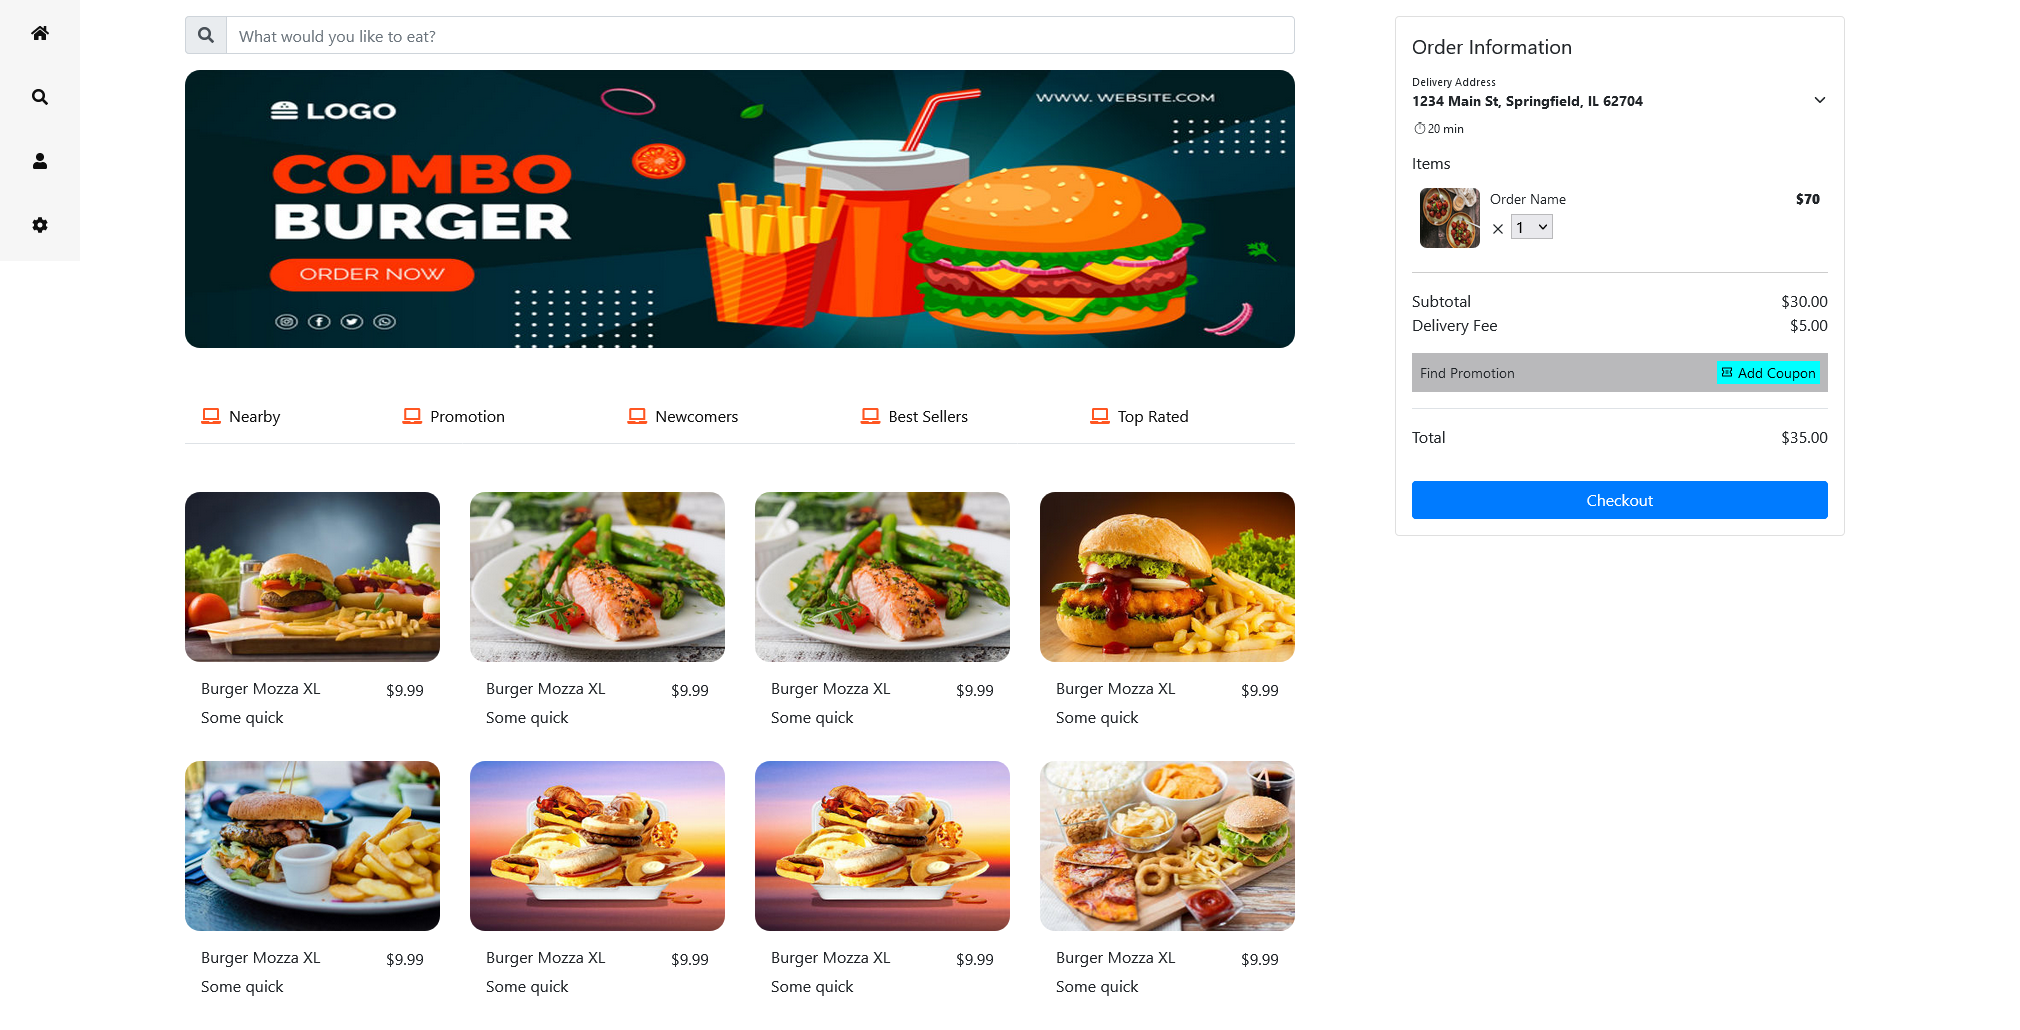 What would you like to eat?
LOGO
WWW. WEBSITE.COM
COMBO
BURGER
ORDER NOW
Nearby
Promotion
Newcomers
Best Sellers
Top Rated
Burger Mozza XL $9.99
Some quick
Burger Mozza XL $9.99
Some quick
Burger Mozza XL $9.99
Some quick
Burger Mozza XL $9.99
Some quick
Burger Mozza XL $9.99
Some quick
Burger Mozza XL $9.99
Some quick
Burger Mozza XL $9.99
Some quick
Burger Mozza XL $9.99
Some quick
Order Information
Delivery Address
1234 Main St, Springfield, IL 62704
20 min
Items
Order Name $70
1
Subtotal $30.00
Delivery Fee $5.00
Find Promotion Add Coupon
Total $35.00
Checkout